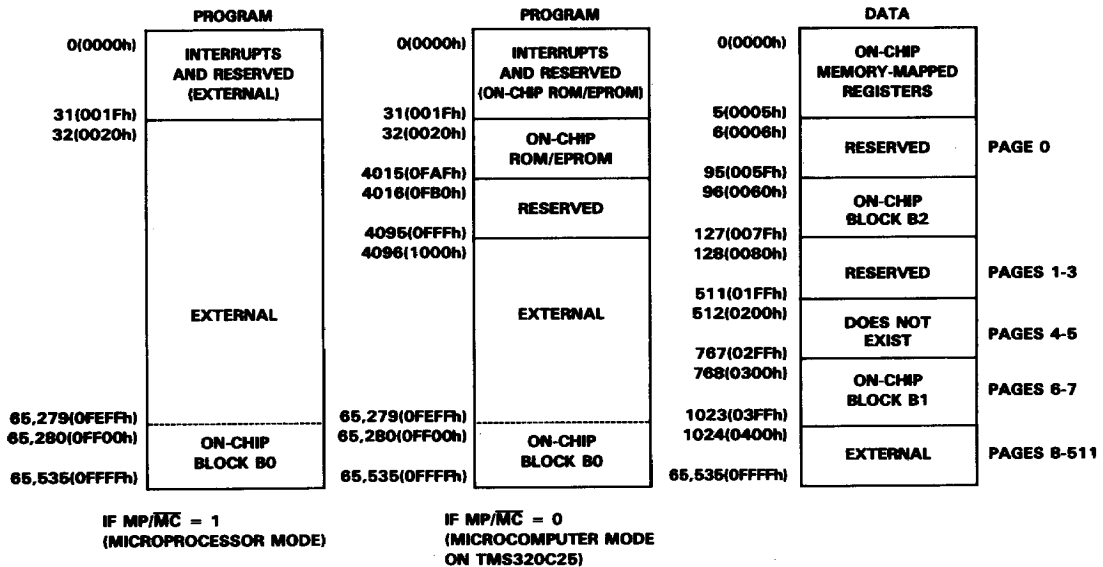 PROGRAM
0(0000h)
INTERRUPTS
AND RESERVED
(EXTERNAL)
31(001Fh)
32(0020h)
EXTERNAL
65,279(0FEFFh)
65,280(0FF00h)
ON-CHIP
BLOCK B0
65,535(0FFFFh)
IF MP/M̅C̅ = 1
(MICROPROCESSOR MODE)
PROGRAM
0(0000h)
INTERRUPTS
AND RESERVED
(ON-CHIP ROM/EPROM)
31(001Fh)
32(0020h)
ON-CHIP
ROM/EPROM
4015(0FAFh)
4016(0FB0h)
RESERVED
4095(0FFFh)
4096(1000h)
EXTERNAL
65,279(0FEFFh)
65,280(0FF00h)
ON-CHIP
BLOCK B0
65,535(0FFFFh)
IF MP/M̅C̅ = 0
(MICROCOMPUTER MODE
ON TMS320C25)
DATA
0(0000h)
ON-CHIP
MEMORY-MAPPED
REGISTERS
5(0005h)
6(0006h)
RESERVED
PAGE 0
95(005Fh)
96(0060h)
ON-CHIP
BLOCK B2
127(007Fh)
128(0080h)
RESERVED
PAGES 1-3
511(01FFh)
512(0200h)
DOES NOT
EXIST
PAGES 4-5
767(02FFh)
768(0300h)
ON-CHIP
BLOCK B1
PAGES 6-7
1023(03FFh)
1024(0400h)
EXTERNAL
PAGES 8-511
65,535(0FFFFh)